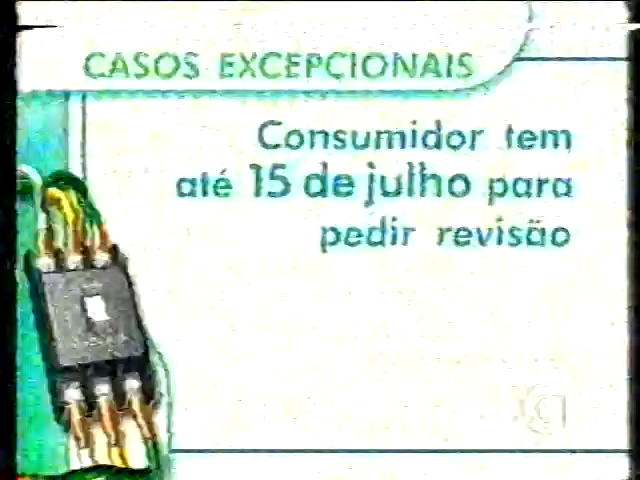 CASOS EXCEPCIONAIS
Consumidor tem
até 15 de julho para
pedir revisão